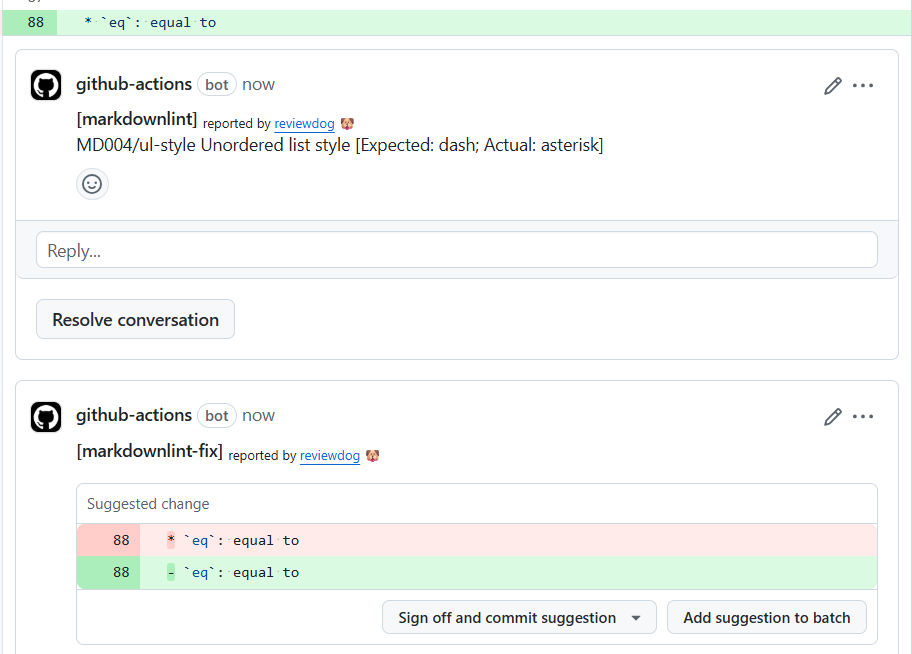 88 * `eq`: equal to
github-actions bot now
[markdownlint] reported by reviewdog 🐶
MD004/ul-style Unordered list style [Expected: dash; Actual: asterisk]
Reply...
Resolve conversation
github-actions bot now
[markdownlint-fix] reported by reviewdog 🐶
Suggested change
88 * `eq`: equal to
88 - `eq`: equal to
Sign off and commit suggestion
Add suggestion to batch